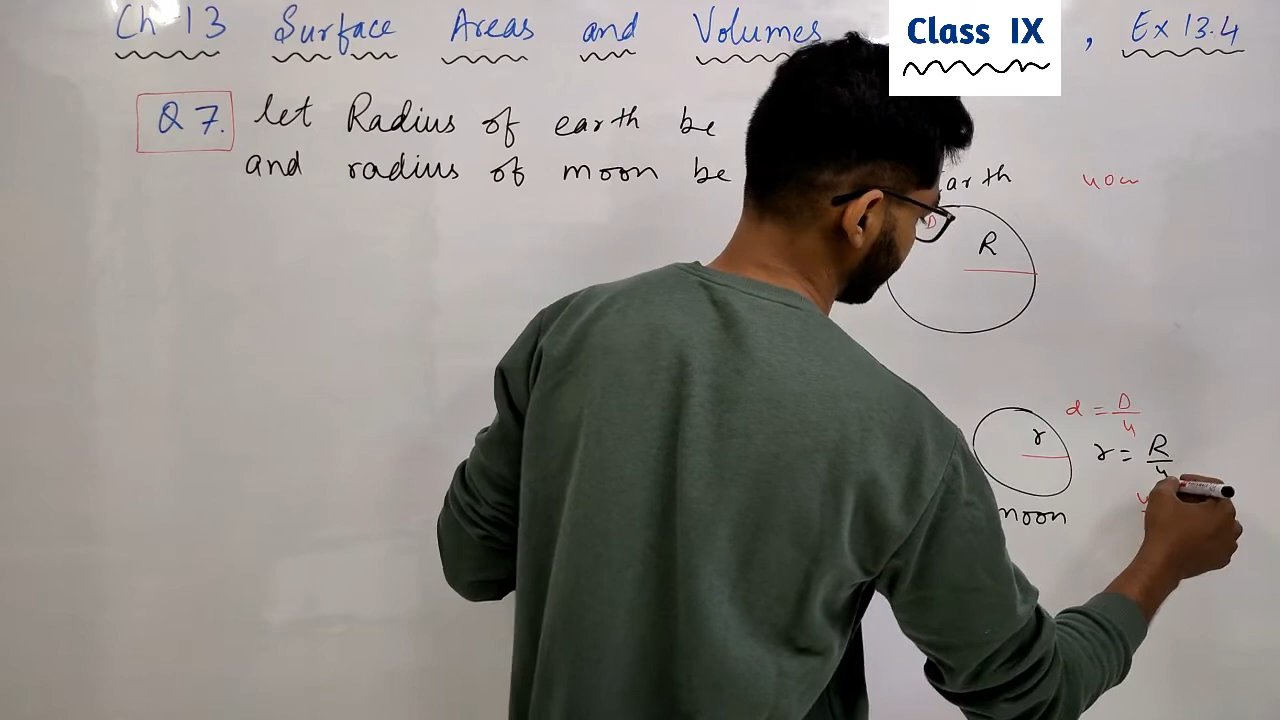 Ch 13 Surface Areas and Volumes Class IX , Ex 13.4
Q 7. let Radius of earth be
and radius of moon be
arth
R
d = D/4
r
r = R/4
moon